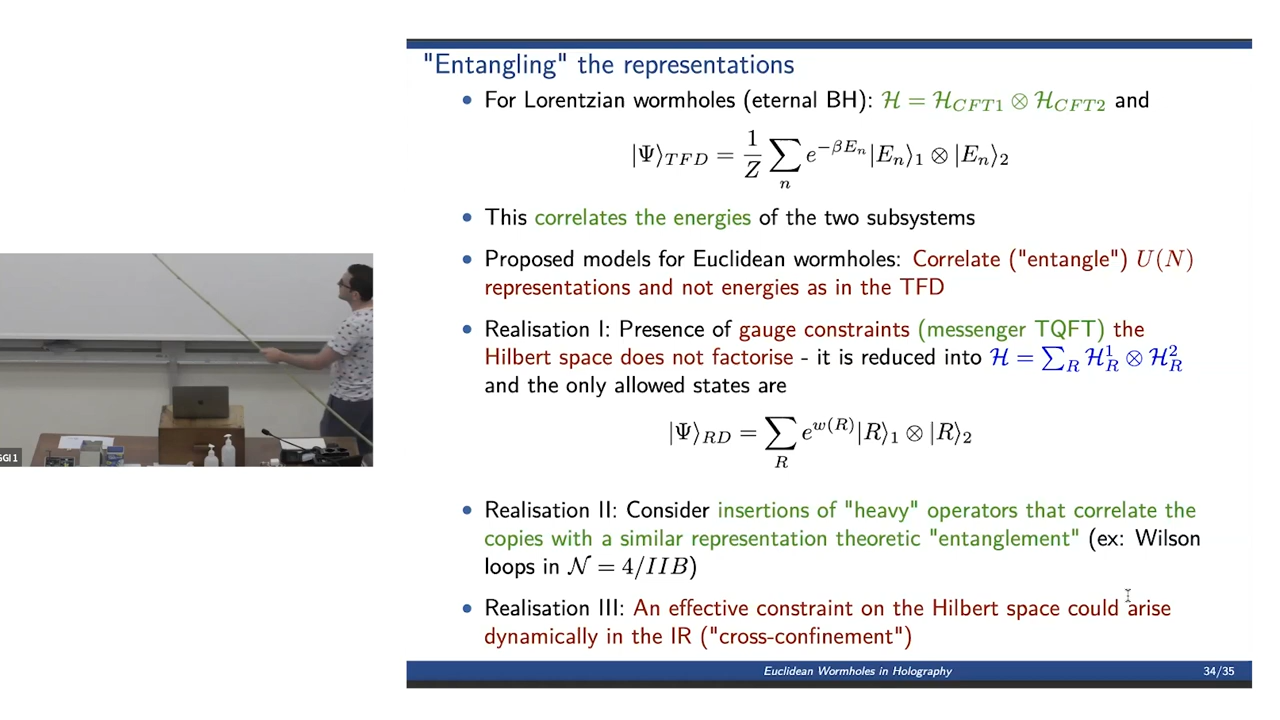 "Entangling" the representations
• For Lorentzian wormholes (eternal BH): ℋ = ℋ_{CFT1} ⊗ ℋ_{CFT2} and
|Ψ⟩_{TFD} = \frac{1}{Z} ∑_n e^{−βE_n} |E_n⟩_1 ⊗ |E_n⟩_2
• This correlates the energies of the two subsystems
• Proposed models for Euclidean wormholes: Correlate ("entangle") U(N)
representations and not energies as in the TFD
• Realisation I: Presence of gauge constraints (messenger TQFT) the
Hilbert space does not factorise - it is reduced into ℋ = ∑_R ℋ_R^1 ⊗ ℋ_R^2
and the only allowed states are
|Ψ⟩_{RD} = ∑_R e^{w(R)} |R⟩_1 ⊗ |R⟩_2
• Realisation II: Consider insertions of "heavy" operators that correlate the
copies with a similar representation theoretic "entanglement" (ex: Wilson
loops in 𝒩 = 4/IIB)
• Realisation III: An effective constraint on the Hilbert space could arise
dynamically in the IR ("cross-confinement")
Euclidean Wormholes in Holography
34/35